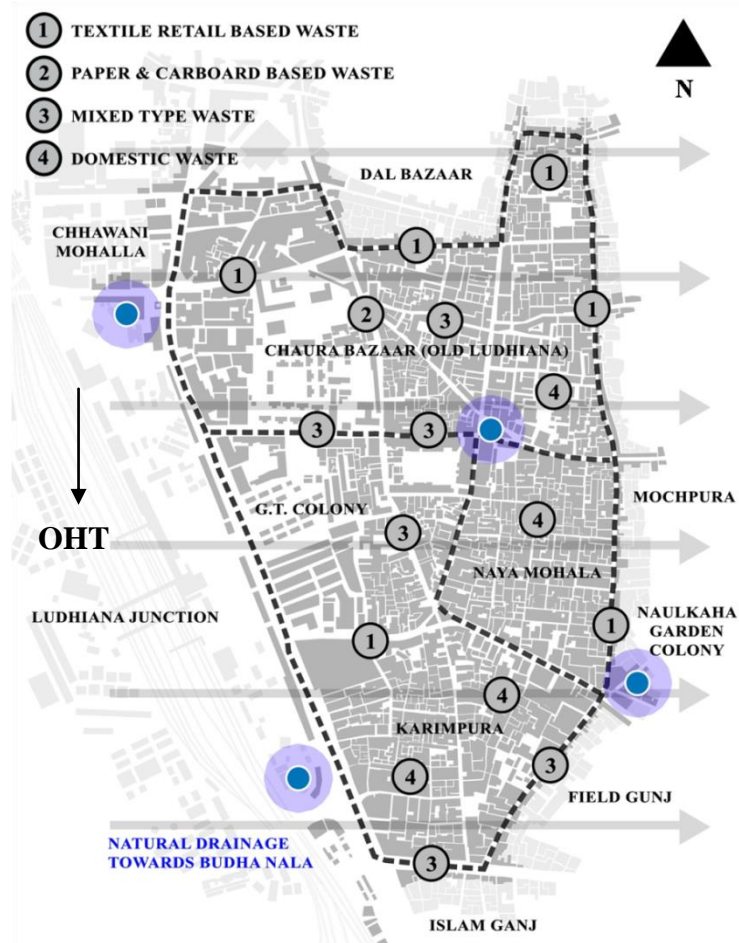 1 TEXTILE RETAIL BASED WASTE
2 PAPER & CARBOARD BASED WASTE
3 MIXED TYPE WASTE
4 DOMESTIC WASTE
N
DAL BAZAAR
1
CHHAWANI
MOHALLA
1
1
2
3
1
CHAURA BAZAAR (OLD LUDHIANA)
4
3
3
MOCHPURA
G.T. COLONY
4
3
OHT
NAYA MOHALA
LUDHIANA JUNCTION
NAULKAHA
GARDEN
COLONY
1
1
4
KARIMPURA
3
4
FIELD GUNJ
NATURAL DRAINAGE
TOWARDS BUDHA NALA
3
ISLAM GANJ